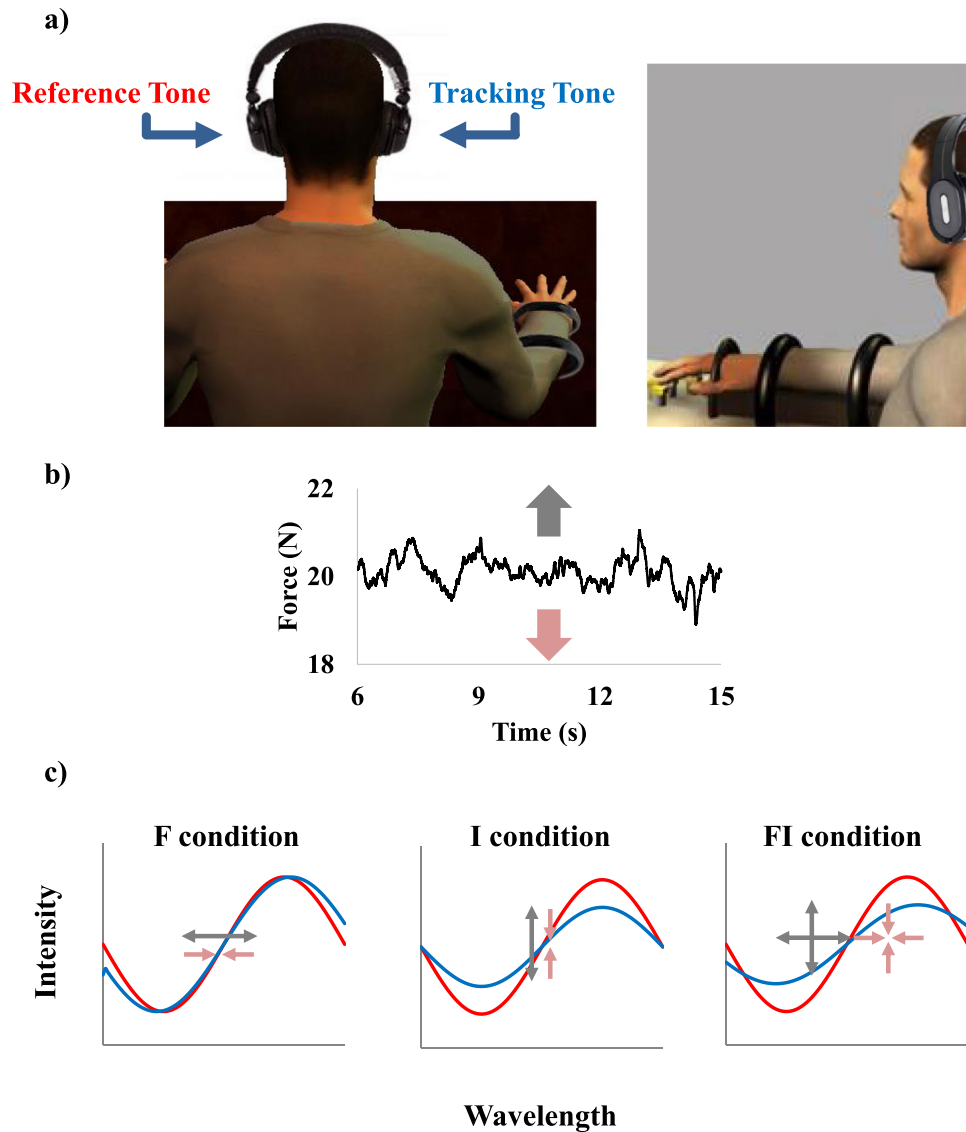 a)
Reference Tone
Tracking Tone
b)
22
20
18
Force (N)
6 9 12 15
Time (s)
c)
F condition
I condition
FI condition
Intensity
Wavelength